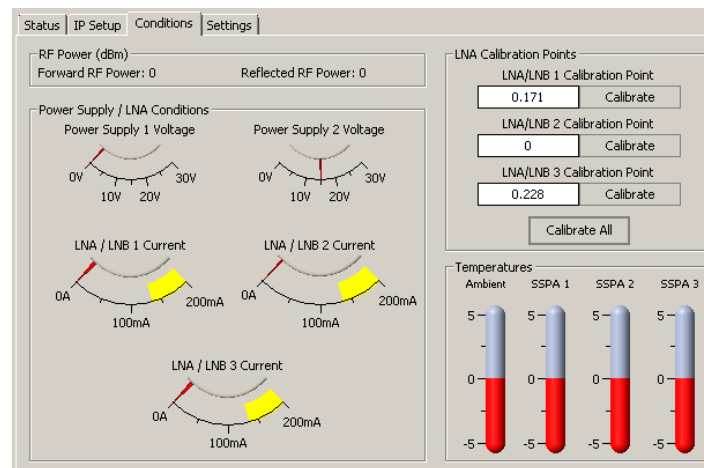 Status IP Setup Conditions Settings
RF Power (dBm)
Forward RF Power: 0 Reflected RF Power: 0
Power Supply / LNA Conditions
Power Supply 1 Voltage Power Supply 2 Voltage
0V 10V 20V 30V 0V 10V 20V 30V
LNA / LNB 1 Current LNA / LNB 2 Current
0A 100mA 200mA 0A 100mA 200mA
LNA / LNB 3 Current
0A 100mA 200mA
LNA Calibration Points
LNA/LNB 1 Calibration Point
0.171 Calibrate
LNA/LNB 2 Calibration Point
0 Calibrate
LNA/LNB 3 Calibration Point
0.228 Calibrate
Calibrate All
Temperatures
Ambient SSPA 1 SSPA 2 SSPA 3
5 5 5 5
0 0 0 0
-5 -5 -5 -5